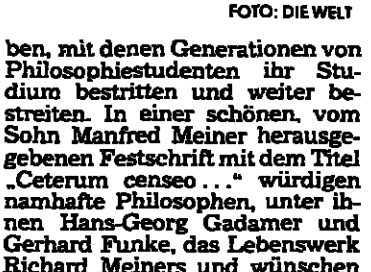 FOTO: DIE WELT
ben, mit denen Generationen von
Philosophiestudenten ihr Stu-
dium bestritten und weiter be-
streiten. In einer schönen, vom
Sohn Manfred Meiner herausge-
gebenen Festschrift mit dem Titel
„Ceterum censeo ...“ würdigen
namhafte Philosophen, unter ih-
nen Hans-Georg Gadamer und
Gerhard Funke, das Lebenswerk
Richard Meiners und wünschen